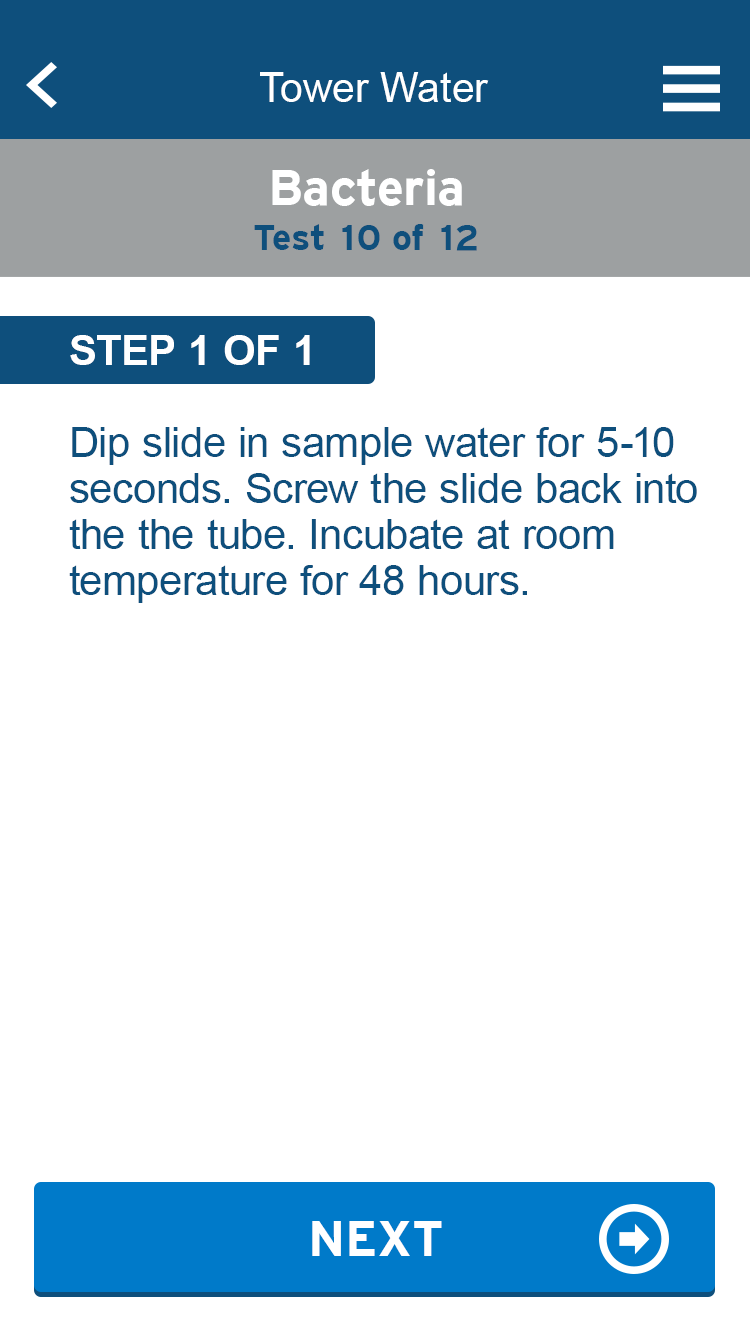 Tower Water
Bacteria
Test 10 of 12
STEP 1 OF 1
Dip slide in sample water for 5-10
seconds. Screw the slide back into
the the tube. Incubate at room
temperature for 48 hours.
NEXT